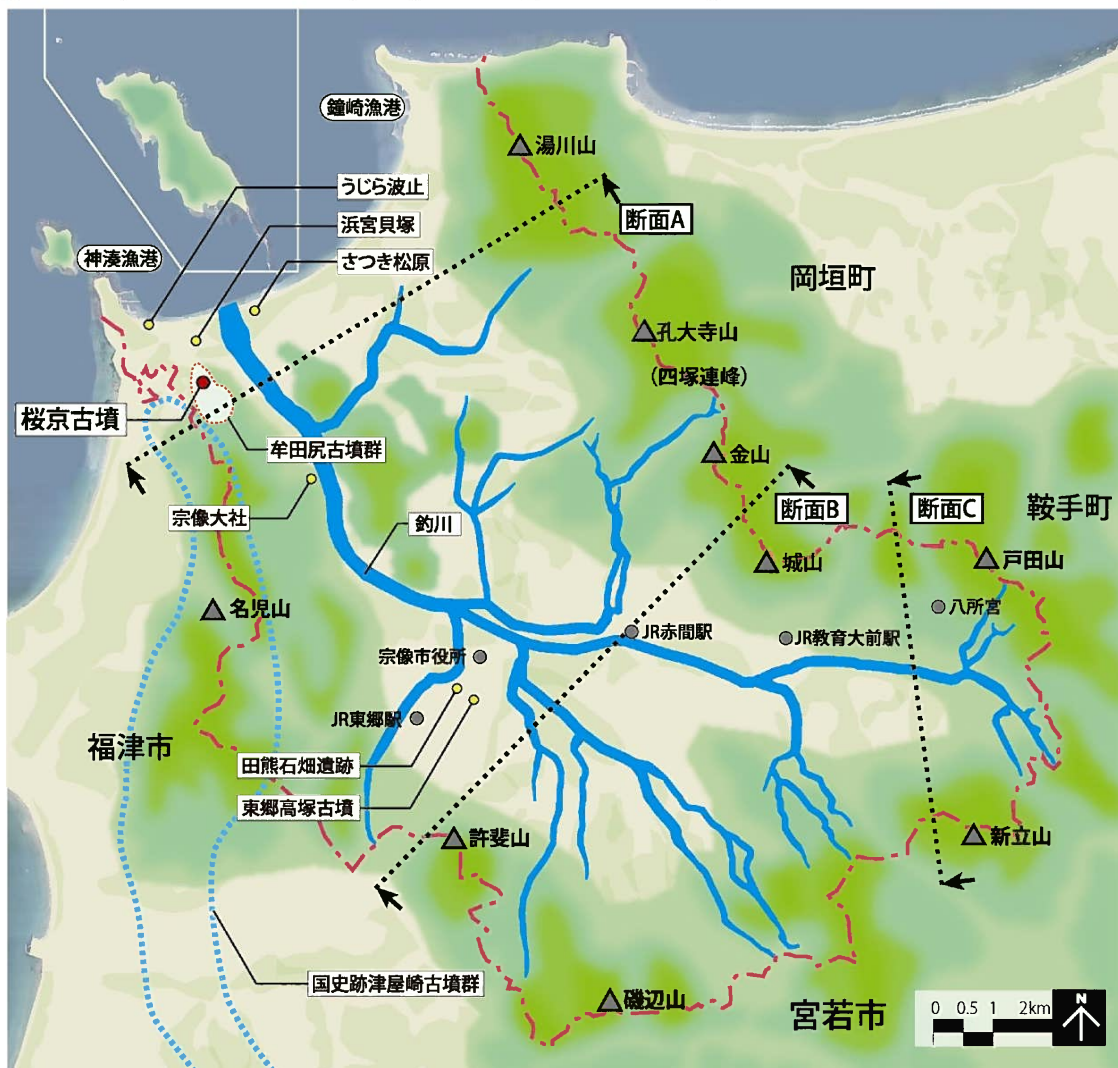 鐘崎漁港
湯川山
うじら波止
断面A
浜宮貝塚
神湊漁港
さつき松原
岡垣町
孔大寺山
(四塚連峰)
桜京古墳
牟田尻古墳群
金山
断面B
断面C
鞍手町
宗像大社
釣川
城山
戸田山
名児山
八所宮
JR赤間駅
JR教育大前駅
宗像市役所
JR東郷駅
福津市
田熊石畑遺跡
東郷高塚古墳
許斐山
新立山
国史跡津屋崎古墳群
磯辺山
宮若市
0 0.5 1 2km
N